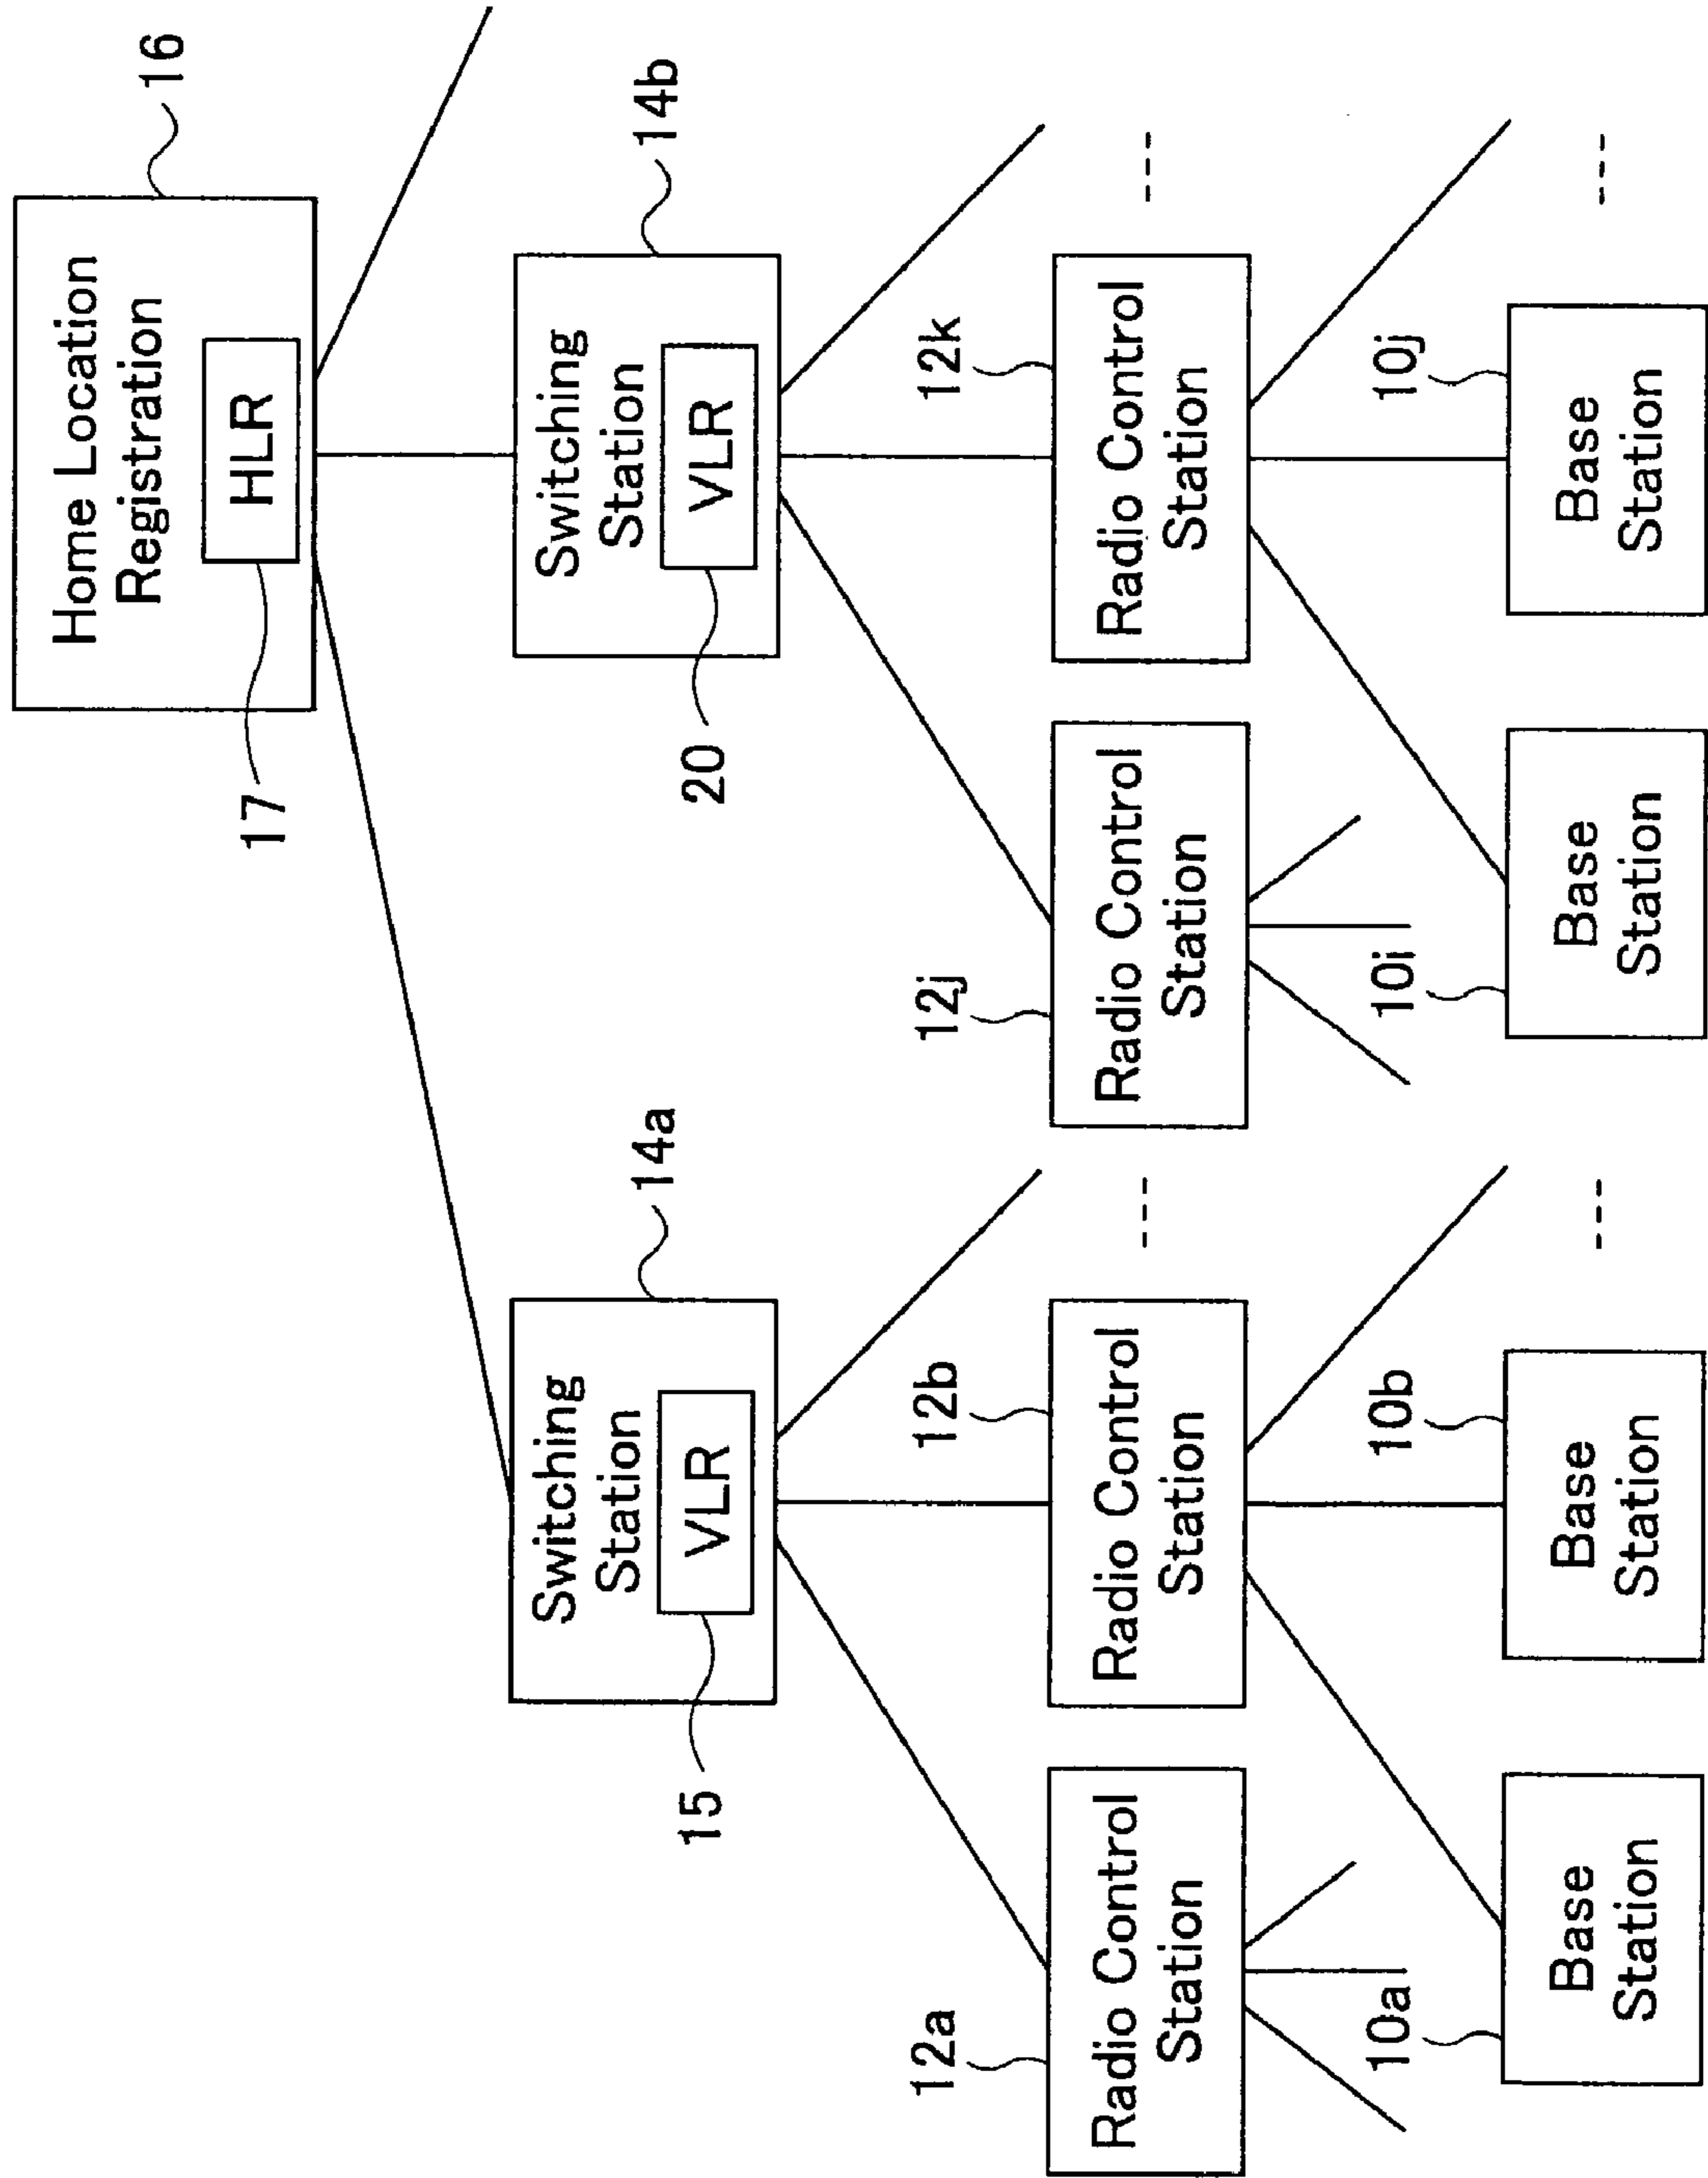 16
Home Location
Registration
HLR
17
14a
Switching
Station
VLR
15
14b
Switching
Station
VLR
20
12a
Radio Control
Station
12b
Radio Control
Station
----
12j
Radio Control
Station
12k
Radio Control
Station
---
10a
Base
Station
10b
Base
Station
----
10i
Base
Station
10j
Base
Station
---